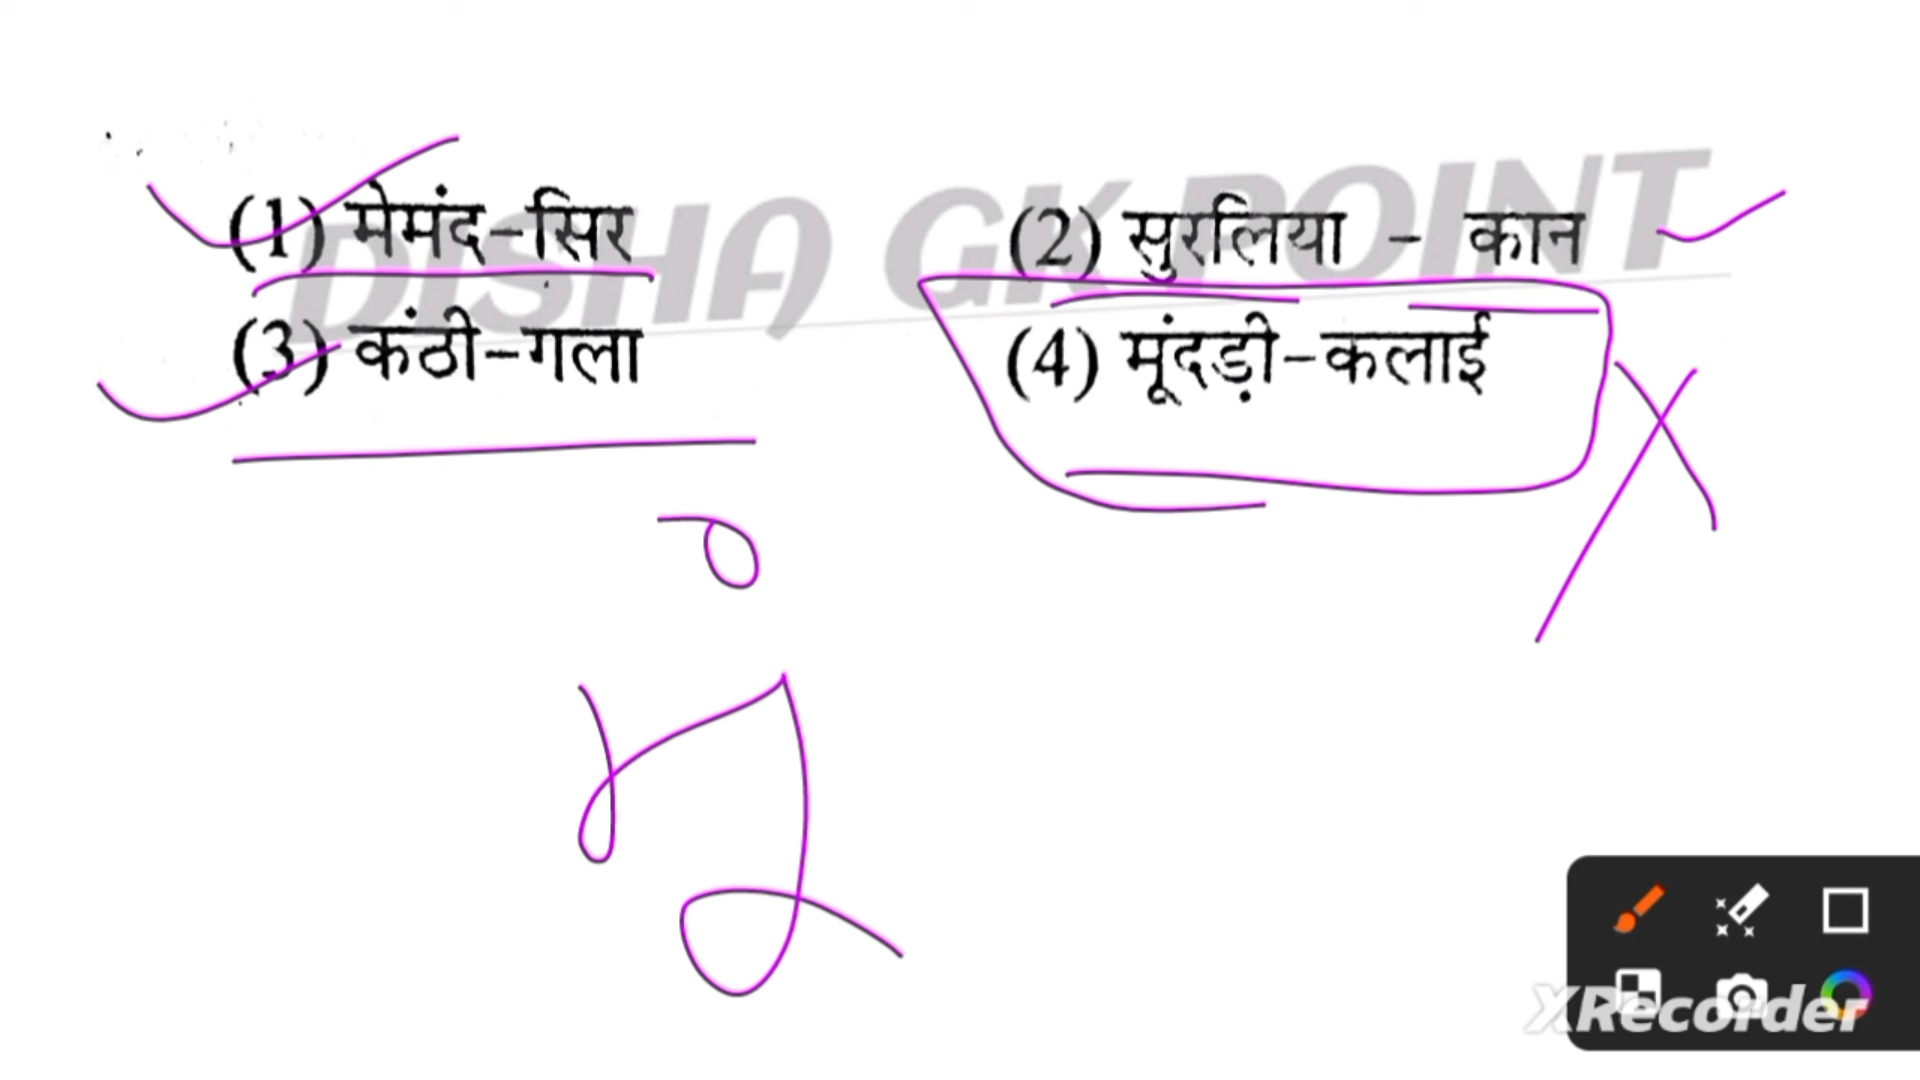 (1) मेमंद-सिर (2) सुरलिया - कान
(3) कंठी-गला (4) मूंदड़ी-कलाई
DISHA GK POINT
XRecorder